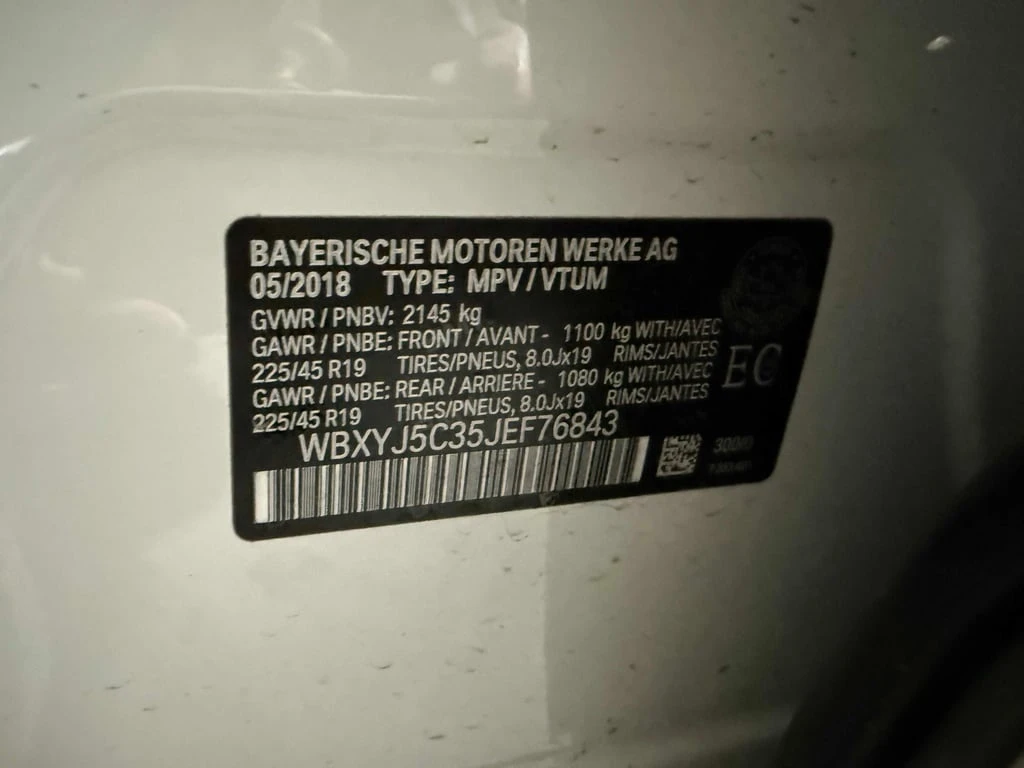 BAYERISCHE MOTOREN WERKE AG
05/2018 TYPE: MPV / VTUM
GVWR / PNBV: 2145 kg
GAWR / PNBE: FRONT / AVANT - 1100 kg WITH/AVEC
225/45 R19 TIRES/PNEUS, 8.0Jx19 RIMS/JANTES
GAWR / PNBE: REAR / ARRIERE - 1080 kg WITH/AVEC
225/45 R19 TIRES/PNEUS, 8.0Jx19 RIMS/JANTES
EC
WBXYJ5C35JEF76843